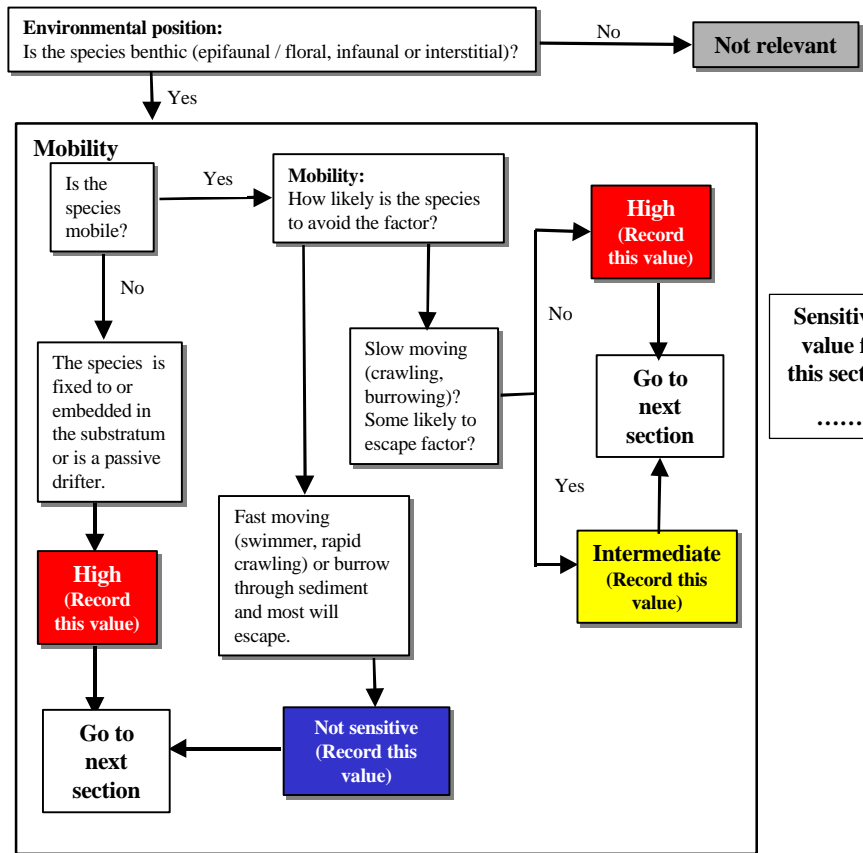 Environmental position:
Is the species benthic (epifaunal / floral, infaunal or interstitial)?
No
Not relevant
Yes
Mobility
Is the
species
mobile?
Yes
Mobility:
How likely is the species
to avoid the factor?
High
(Record
this value)
No
No
The species is
fixed to or
embedded in
the substratum
or is a passive
drifter.
Slow moving
(crawling,
burrowing)?
Some likely to
escape factor?
Go to
next
section
value
this
……
Yes
Fast moving
(swimmer, rapid
crawling) or burrow
through sediment
and most will
escape.
Intermediate
(Record this
value)
High
(Record
this value)
Go to
next
section
Not sensitive
(Record this
value)